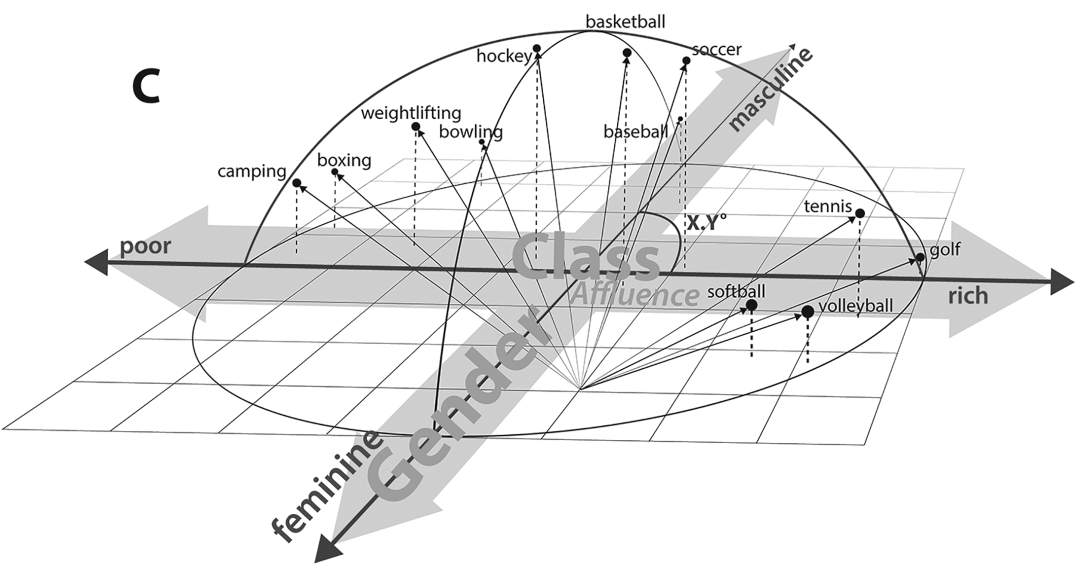 basketball
hockey
soccer
masculine
C
weightlifting
bowling
baseball
boxing
camping
tennis
X.Y°
poor
Class
golf
Affluence
softball
rich
volleyball
Gender
feminine